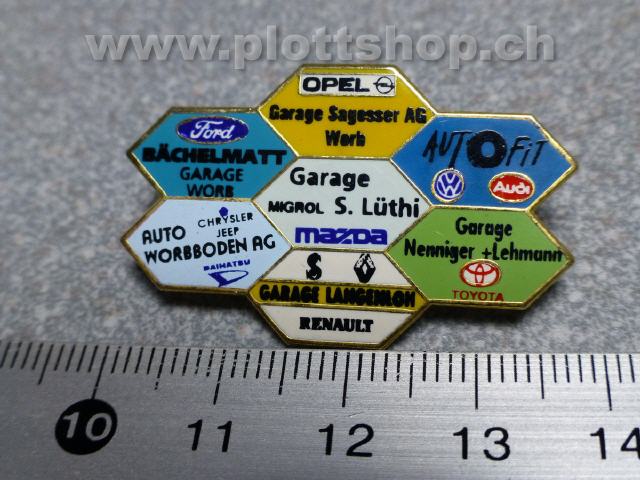 www.plottshop.ch
OPEL
Garage Sagesser AG
Worb
Ford
BÄCHELMATT
GARAGE
WORB
AUTOFiT
VW
Audi
Garage
MIGROL S. Lüthi
mazda
AUTO
CHRYSLER
JEEP
WORBBODEN AG
DAIHATSU
Garage
Nenniger + Lehmann
TOYOTA
S
GARAGE LANGENLOH
RENAULT
10 11 12 13 14